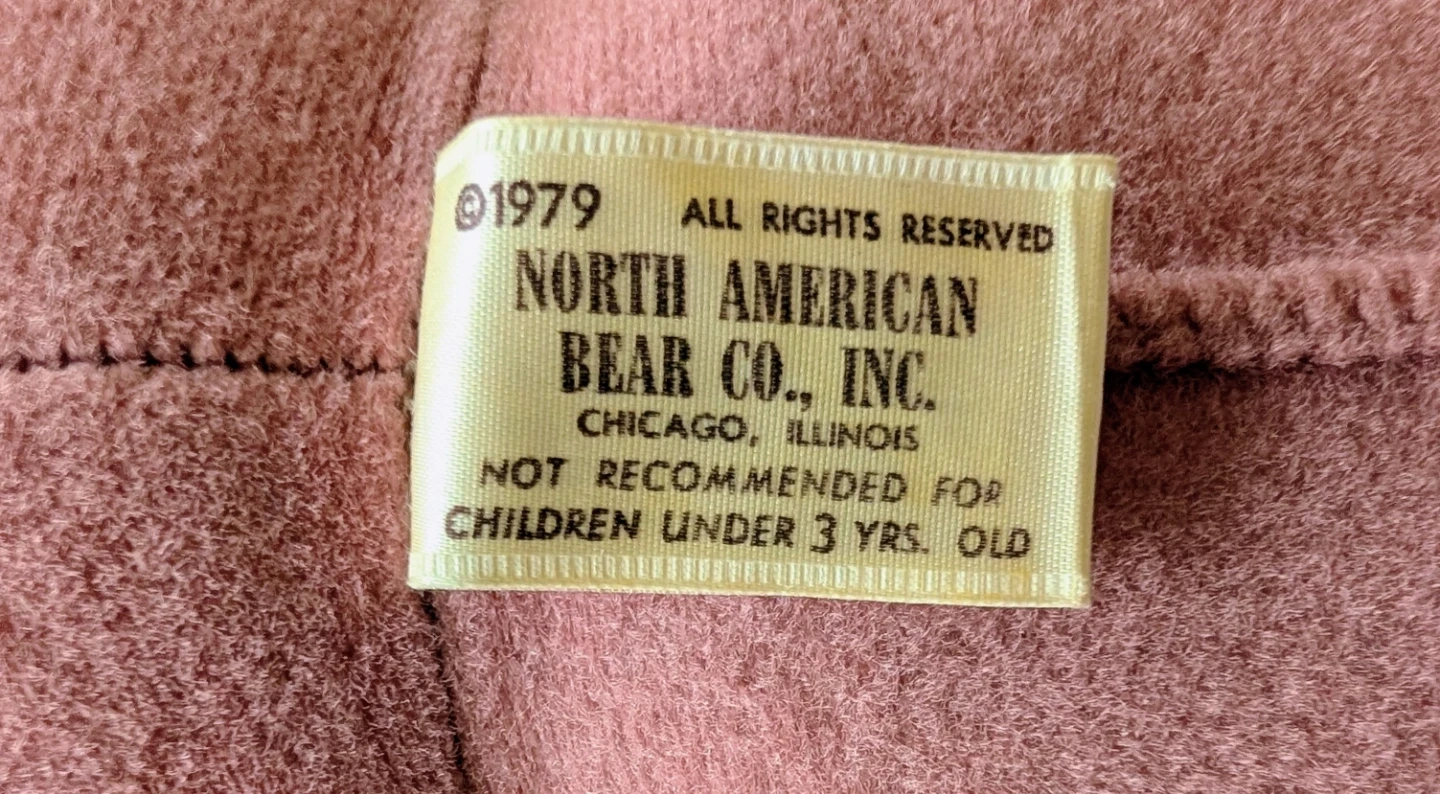 ©1979 ALL RIGHTS RESERVED
NORTH AMERICAN
BEAR CO., INC.
CHICAGO, ILLINOIS
NOT RECOMMENDED FOR
CHILDREN UNDER 3 YRS. OLD